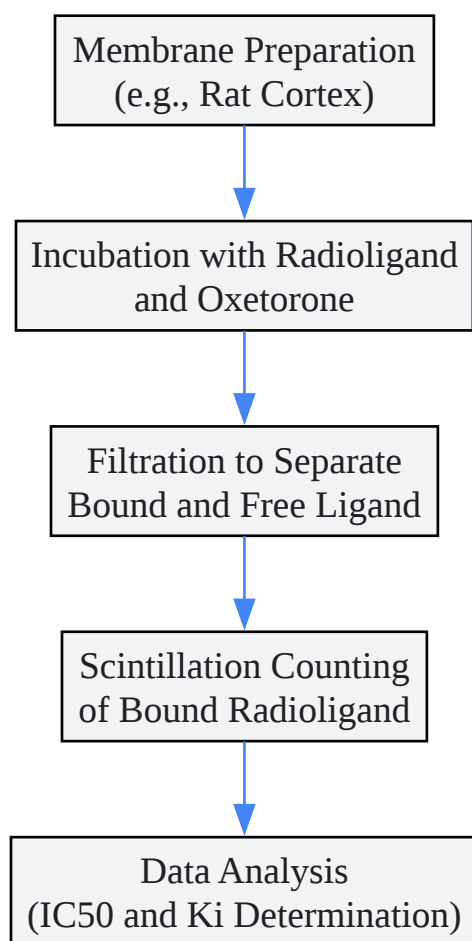 Membrane Preparation
(e.g., Rat Cortex)
Incubation with Radioligand
and Oxetorone
Filtration to Separate
Bound and Free Ligand
Scintillation Counting
of Bound Radioligand
Data Analysis
(IC50 and Ki Determination)